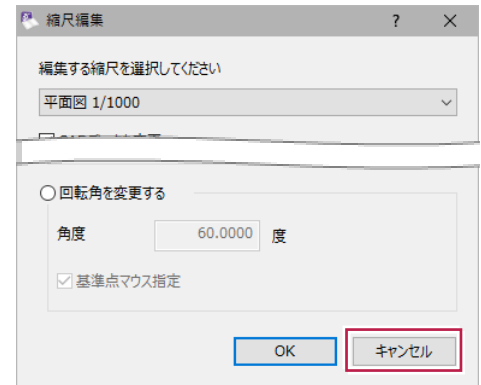 縮尺編集
?
編集する縮尺を選択してください
平面図 1/1000
回転角を変更する
角度
60.0000
度
基準点マウス指定
OK
キャンセル